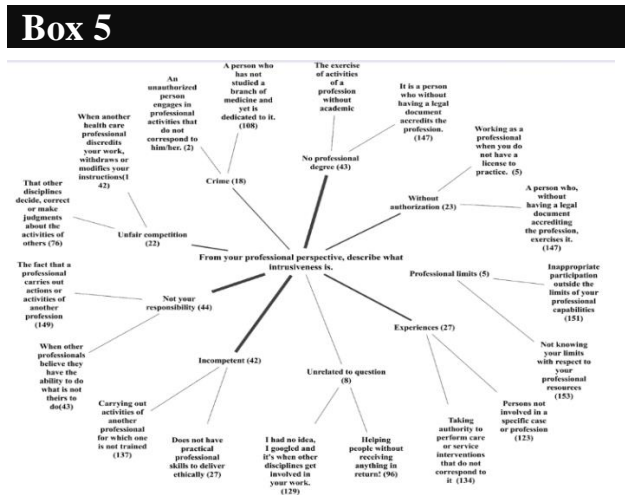 Box 5
An
unauthorized
person
engages in
professional
activities that
do not
correspond to
him/her. (2)
A person who
has not
studied a
branch of
medicine and
yet is
dedicated to it.
(108)
The exercise
of activities
of a
profession
without
academic
It is a person
who without
having a legal
document
accredits the
profession.
(147)
When another
health care
professional
discredits
your work,
withdraws or
modifies your
instructions(1
42)
Working as a
professional
when you do
not have a
license to
practice. (5)
No professional
degree (43)
Crime (18)
That other
disciplines
decide, correct
or make
judgments
about the
activities of
others (76)
Without
authorization (23)
A person who,
without
having a legal
document
accrediting
the profession,
exercises it.
(147)
Unfair competition
(22)
From your professional perspective, describe what
intrusiveness is.
The fact that a
professional
carries out
actions or
activities of
another
profession
(149)
Professional limits (5)
Inappropriate
participation
outside the
limits of your
professional
capabilities
(151)
Not your
responsibility (44)
Experiences (27)
When other
professionals
believe they
have the
ability to do
what is not
theirs to
do(43)
Incompetent (42)
Unrelated to question
(8)
Not knowing
your limits
with respect to
your
professional
resources
(153)
Carrying out
activities of
another
professional
for which one
is not trained
(137)
Does not have
practical
professional
skills to deliver
ethically (27)
I had no idea,
I googled and
it's when other
disciplines get
involved in
your work.
(129)
Helping
people without
receiving
anything in
return! (96)
Taking
authority to
perform care
or service
interventions
that do not
correspond to
it (134)
Persons not
involved in a
specific case
or profession
(123)